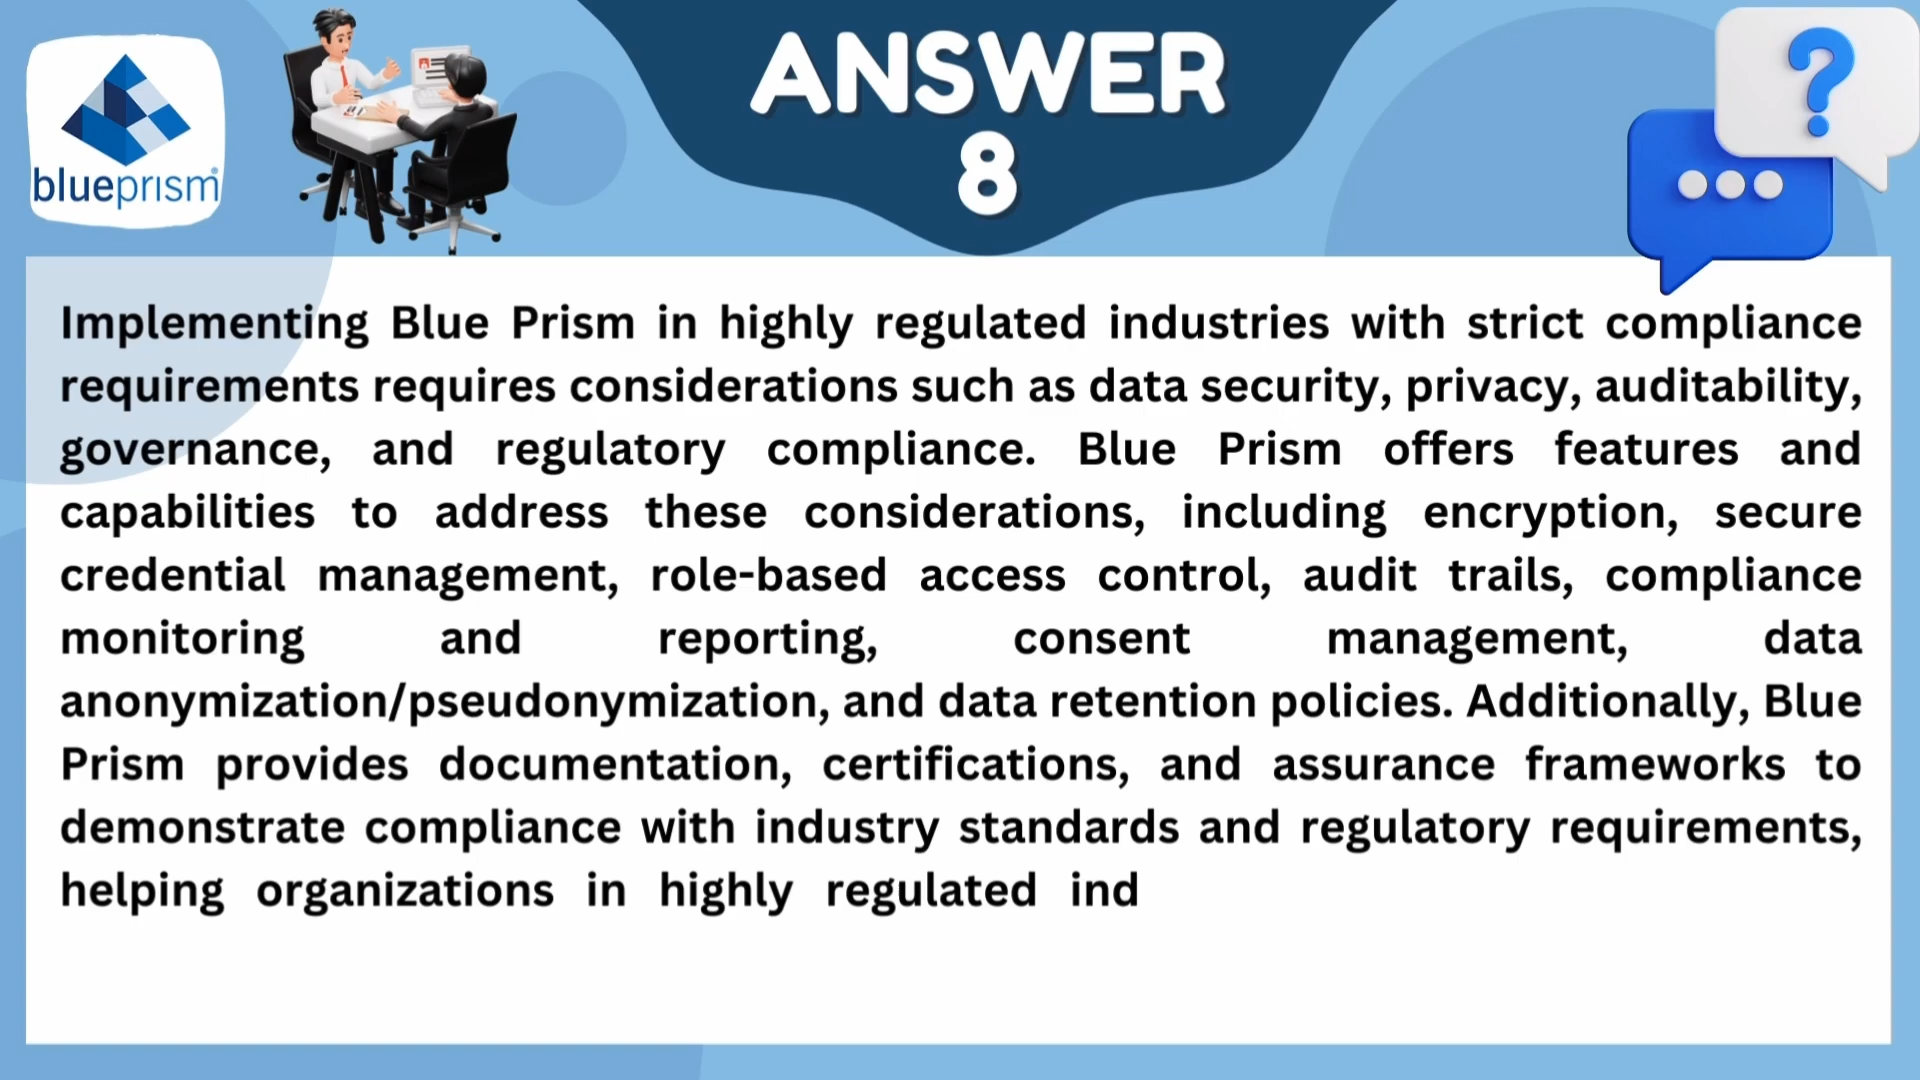 blueprism
ANSWER
8
?
Implementing Blue Prism in highly regulated industries with strict compliance
requirements requires considerations such as data security, privacy, auditability,
governance, and regulatory compliance. Blue Prism offers features and
capabilities to address these considerations, including encryption, secure
credential management, role-based access control, audit trails, compliance
monitoring and reporting, consent management, data
anonymization/pseudonymization, and data retention policies. Additionally, Blue
Prism provides documentation, certifications, and assurance frameworks to
demonstrate compliance with industry standards and regulatory requirements,
helping organizations in highly regulated ind